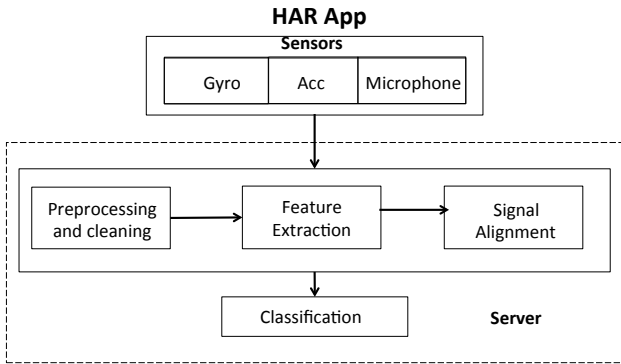 HAR App
Sensors
Gyro
Acc
Microphone
Preprocessing
and cleaning
Feature
Extraction
Signal
Alignment
Classification
Server